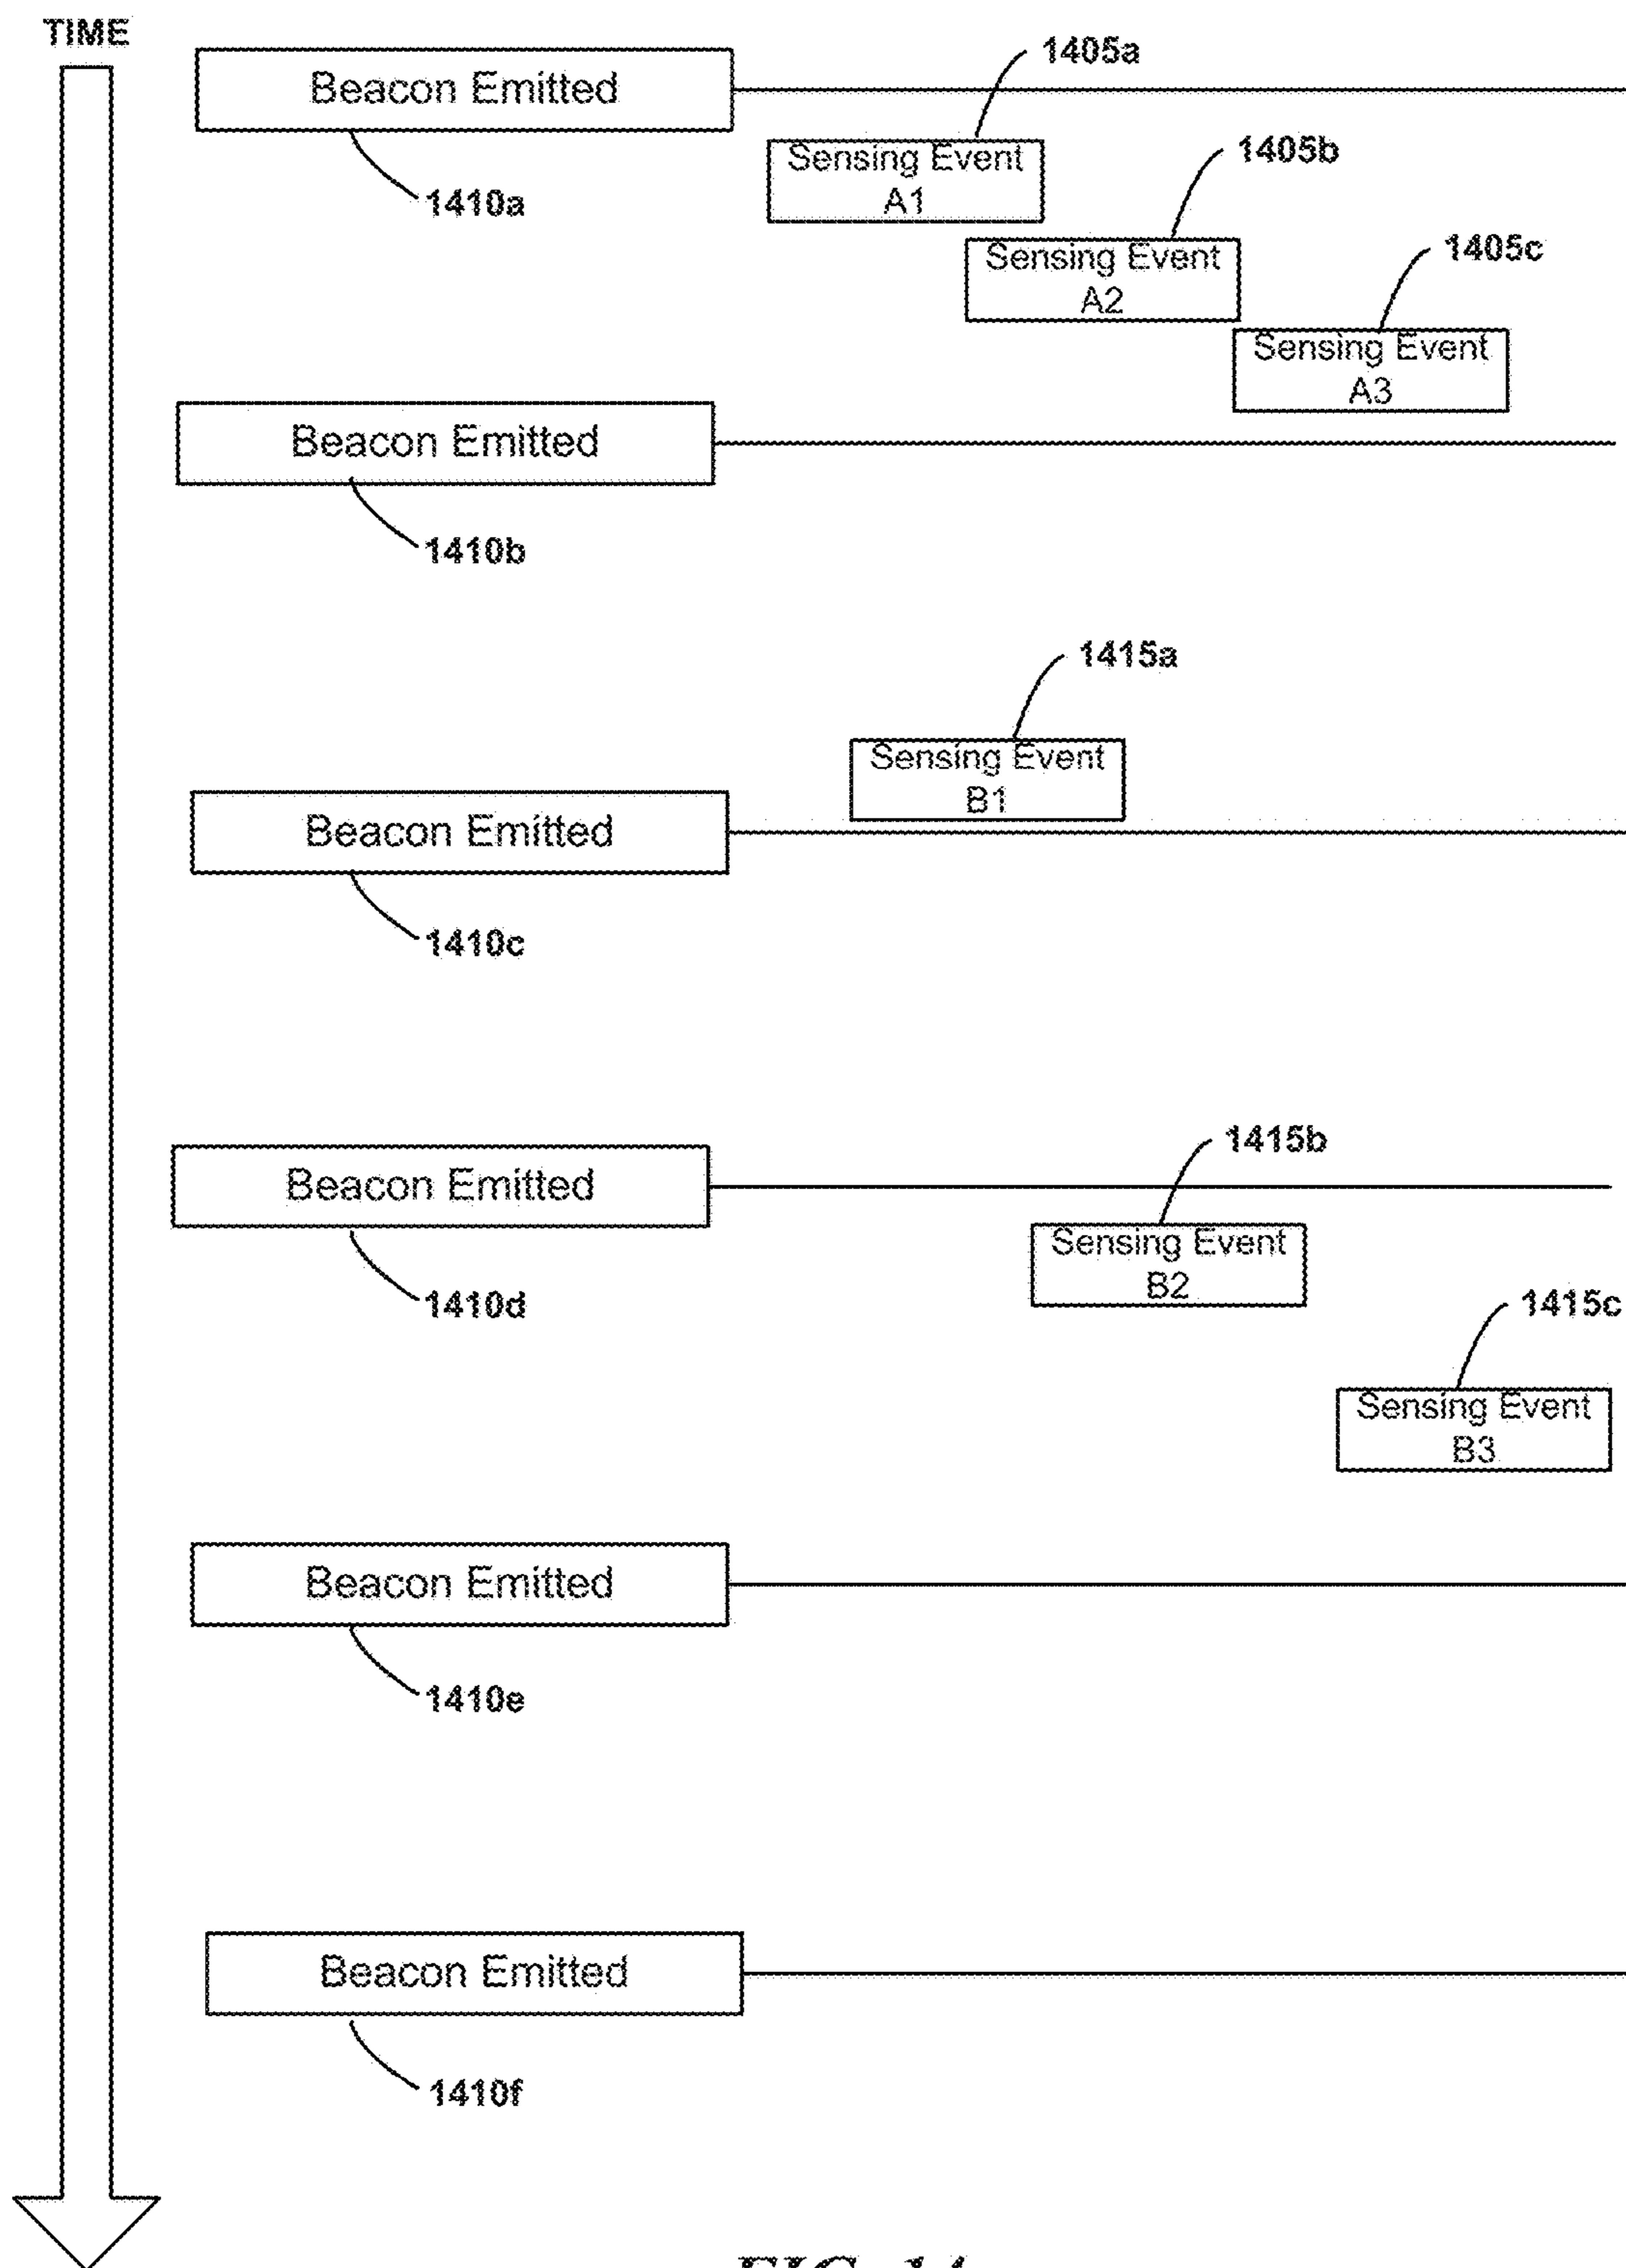 TIME
Beacon Emitted
1405a
Sensing Event
A1
1405b
1410a
Sensing Event
A2
1405c
Sensing Event
A3
Beacon Emitted
1410b
1415a
Sensing Event
B1
Beacon Emitted
1410c
1415b
Beacon Emitted
Sensing Event
B2
1410d
1415c
Sensing Event
B3
Beacon Emitted
1410e
Beacon Emitted
1410f
FIG. 14